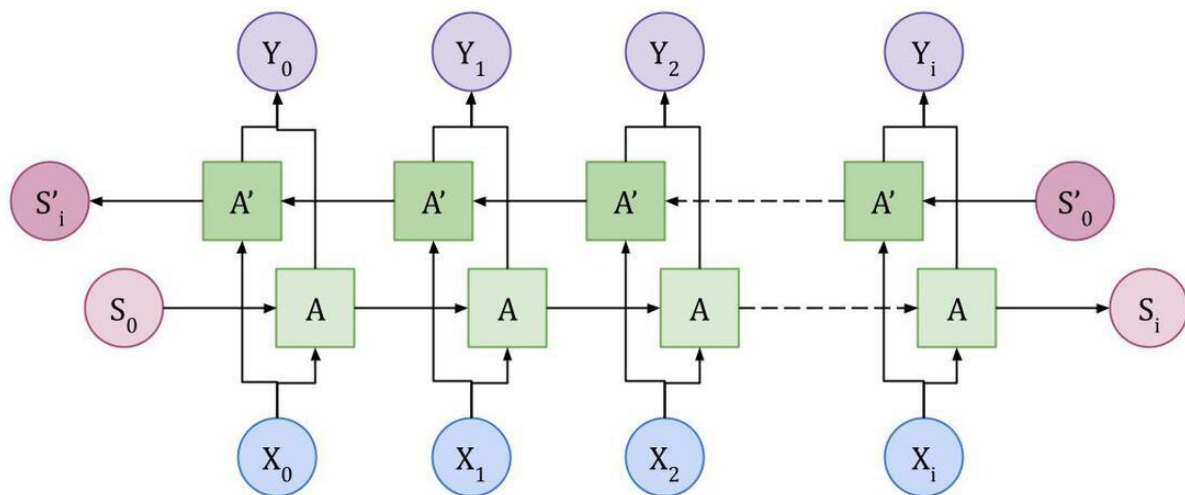 Y₀ Y₁ Y₂ Yᵢ
S'ᵢ A' A' A' A' S'₀
S₀ A A A A Sᵢ
X₀ X₁ X₂ Xᵢ